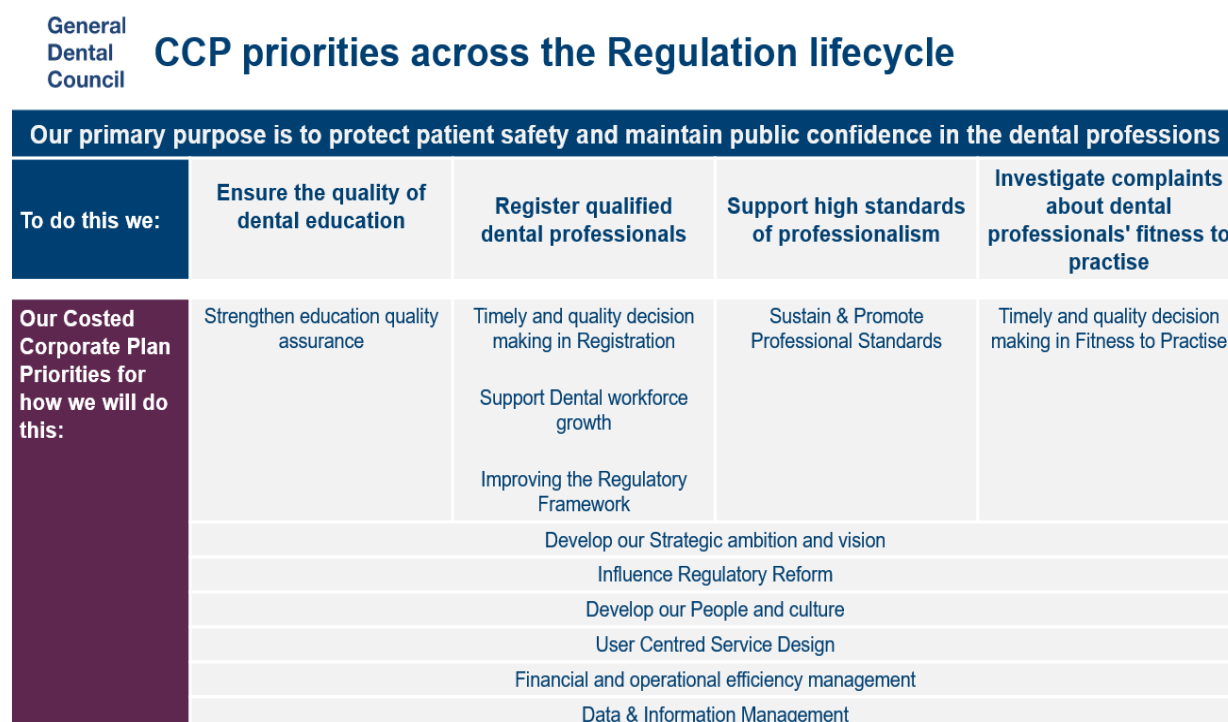 General
Dental
Council
CCP priorities across the Regulation lifecycle
Our primary purpose is to protect patient safety and maintain public confidence in the dental professions
To do this we:
Ensure the quality of
dental education
Register qualified
dental professionals
Support high standards
of professionalism
Investigate complaints
about dental
professionals' fitness to
practise
Our Costed
Corporate Plan
Priorities for
how we will do
this:
Strengthen education quality
assurance
Timely and quality decision
making in Registration
Support Dental workforce
growth
Improving the Regulatory
Framework
Sustain & Promote
Professional Standards
Timely and quality decision
making in Fitness to Practise
Develop our Strategic ambition and vision
Influence Regulatory Reform
Develop our People and culture
User Centred Service Design
Financial and operational efficiency management
Data & Information Management